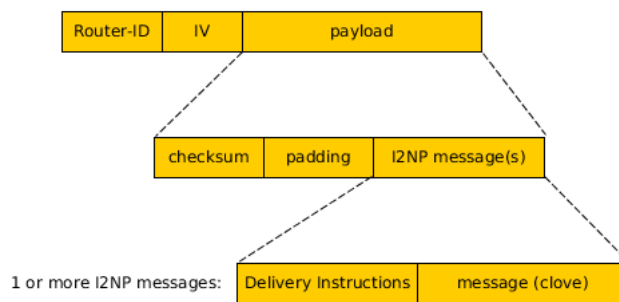 Router-ID IV payload
checksum padding I2NP message(s)
1 or more I2NP messages: Delivery Instructions message (clove)